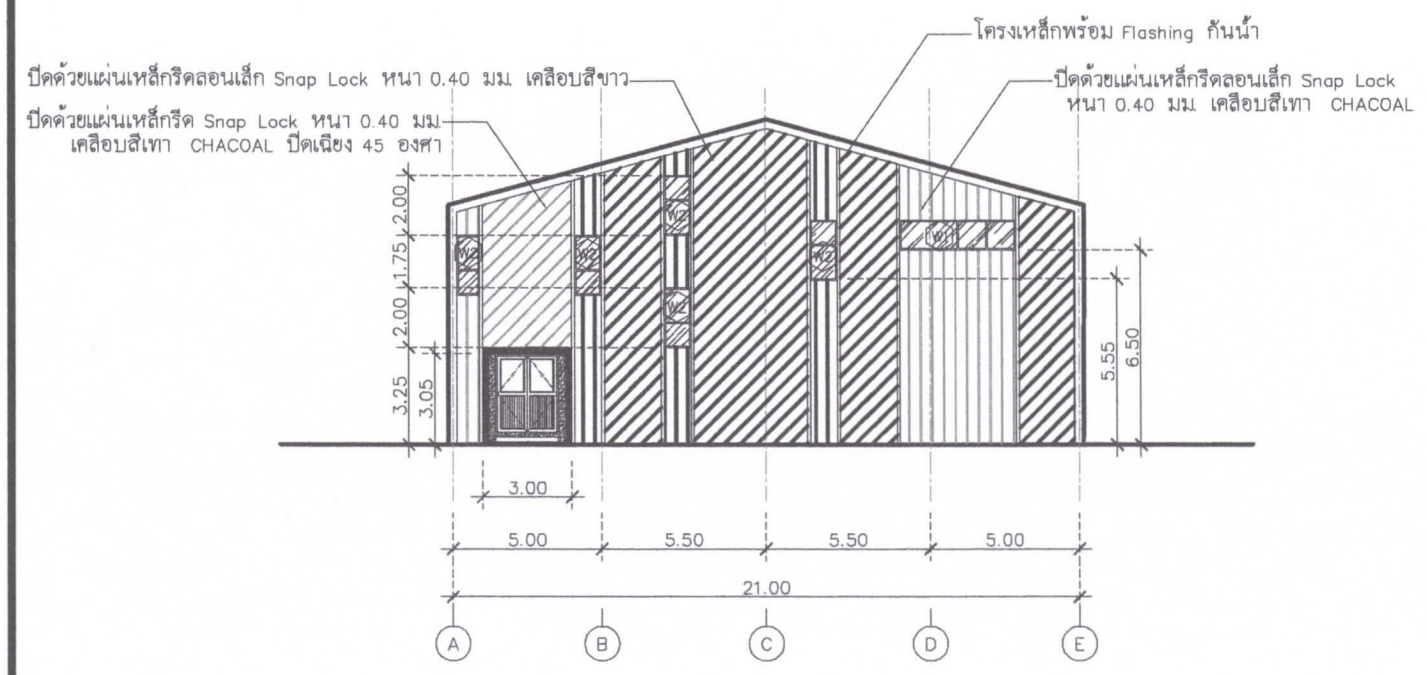 โครงเหล็กพร้อม Flashing กันน้ำ
ปิดด้วยแผ่นเหล็กรีดลอนเล็ก Snap Lock หนา 0.40 มม. เคลือบสีขาว
ปิดด้วยแผ่นเหล็กรีดลอนเล็ก Snap Lock
หนา 0.40 มม. เคลือบสีเทา CHACOAL
ปิดด้วยแผ่นเหล็กรีด Snap Lock หนา 0.40 มม.
เคลือบสีเทา CHACOAL ปิดเฉียง 45 องศา
2.00
1.75
2.00
3.25
3.05
W2
W2
W2
W2
W2
W1
5.55
6.50
3.00
5.00
5.50
5.50
5.00
21.00
A
B
C
D
E